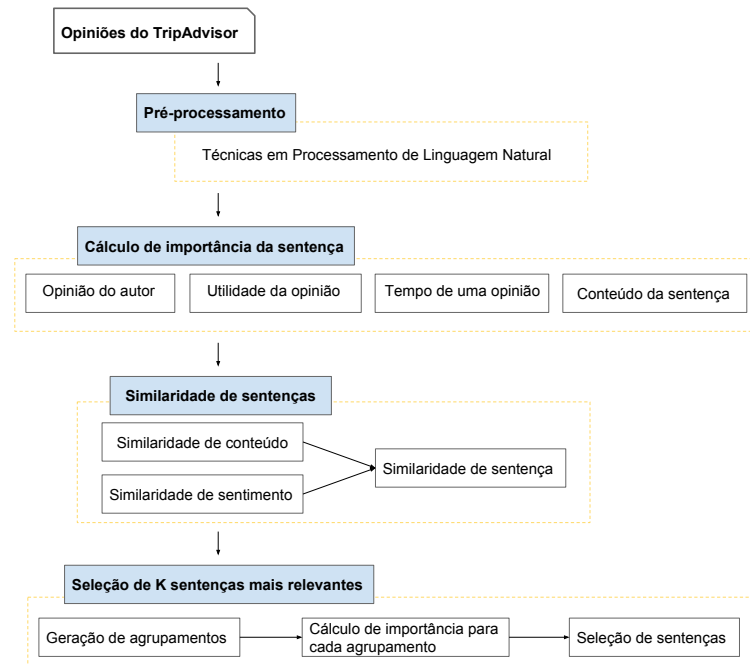 Opiniões do TripAdvisor
Pré-processamento
Técnicas em Processamento de Linguagem Natural
Cálculo de importância da sentença
Opinião do autor
Utilidade da opinião
Tempo de uma opinião
Conteúdo da sentença
Similaridade de sentenças
Similaridade de conteúdo
Similaridade de sentença
Similaridade de sentimento
Seleção de K sentenças mais relevantes
Geração de agrupamentos
Cálculo de importância para
cada agrupamento
Seleção de sentenças